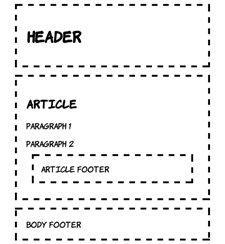 HEADER
ARTICLE
PARAGRAPH 1
PARAGRAPH 2
ARTICLE FOOTER
BODY FOOTER